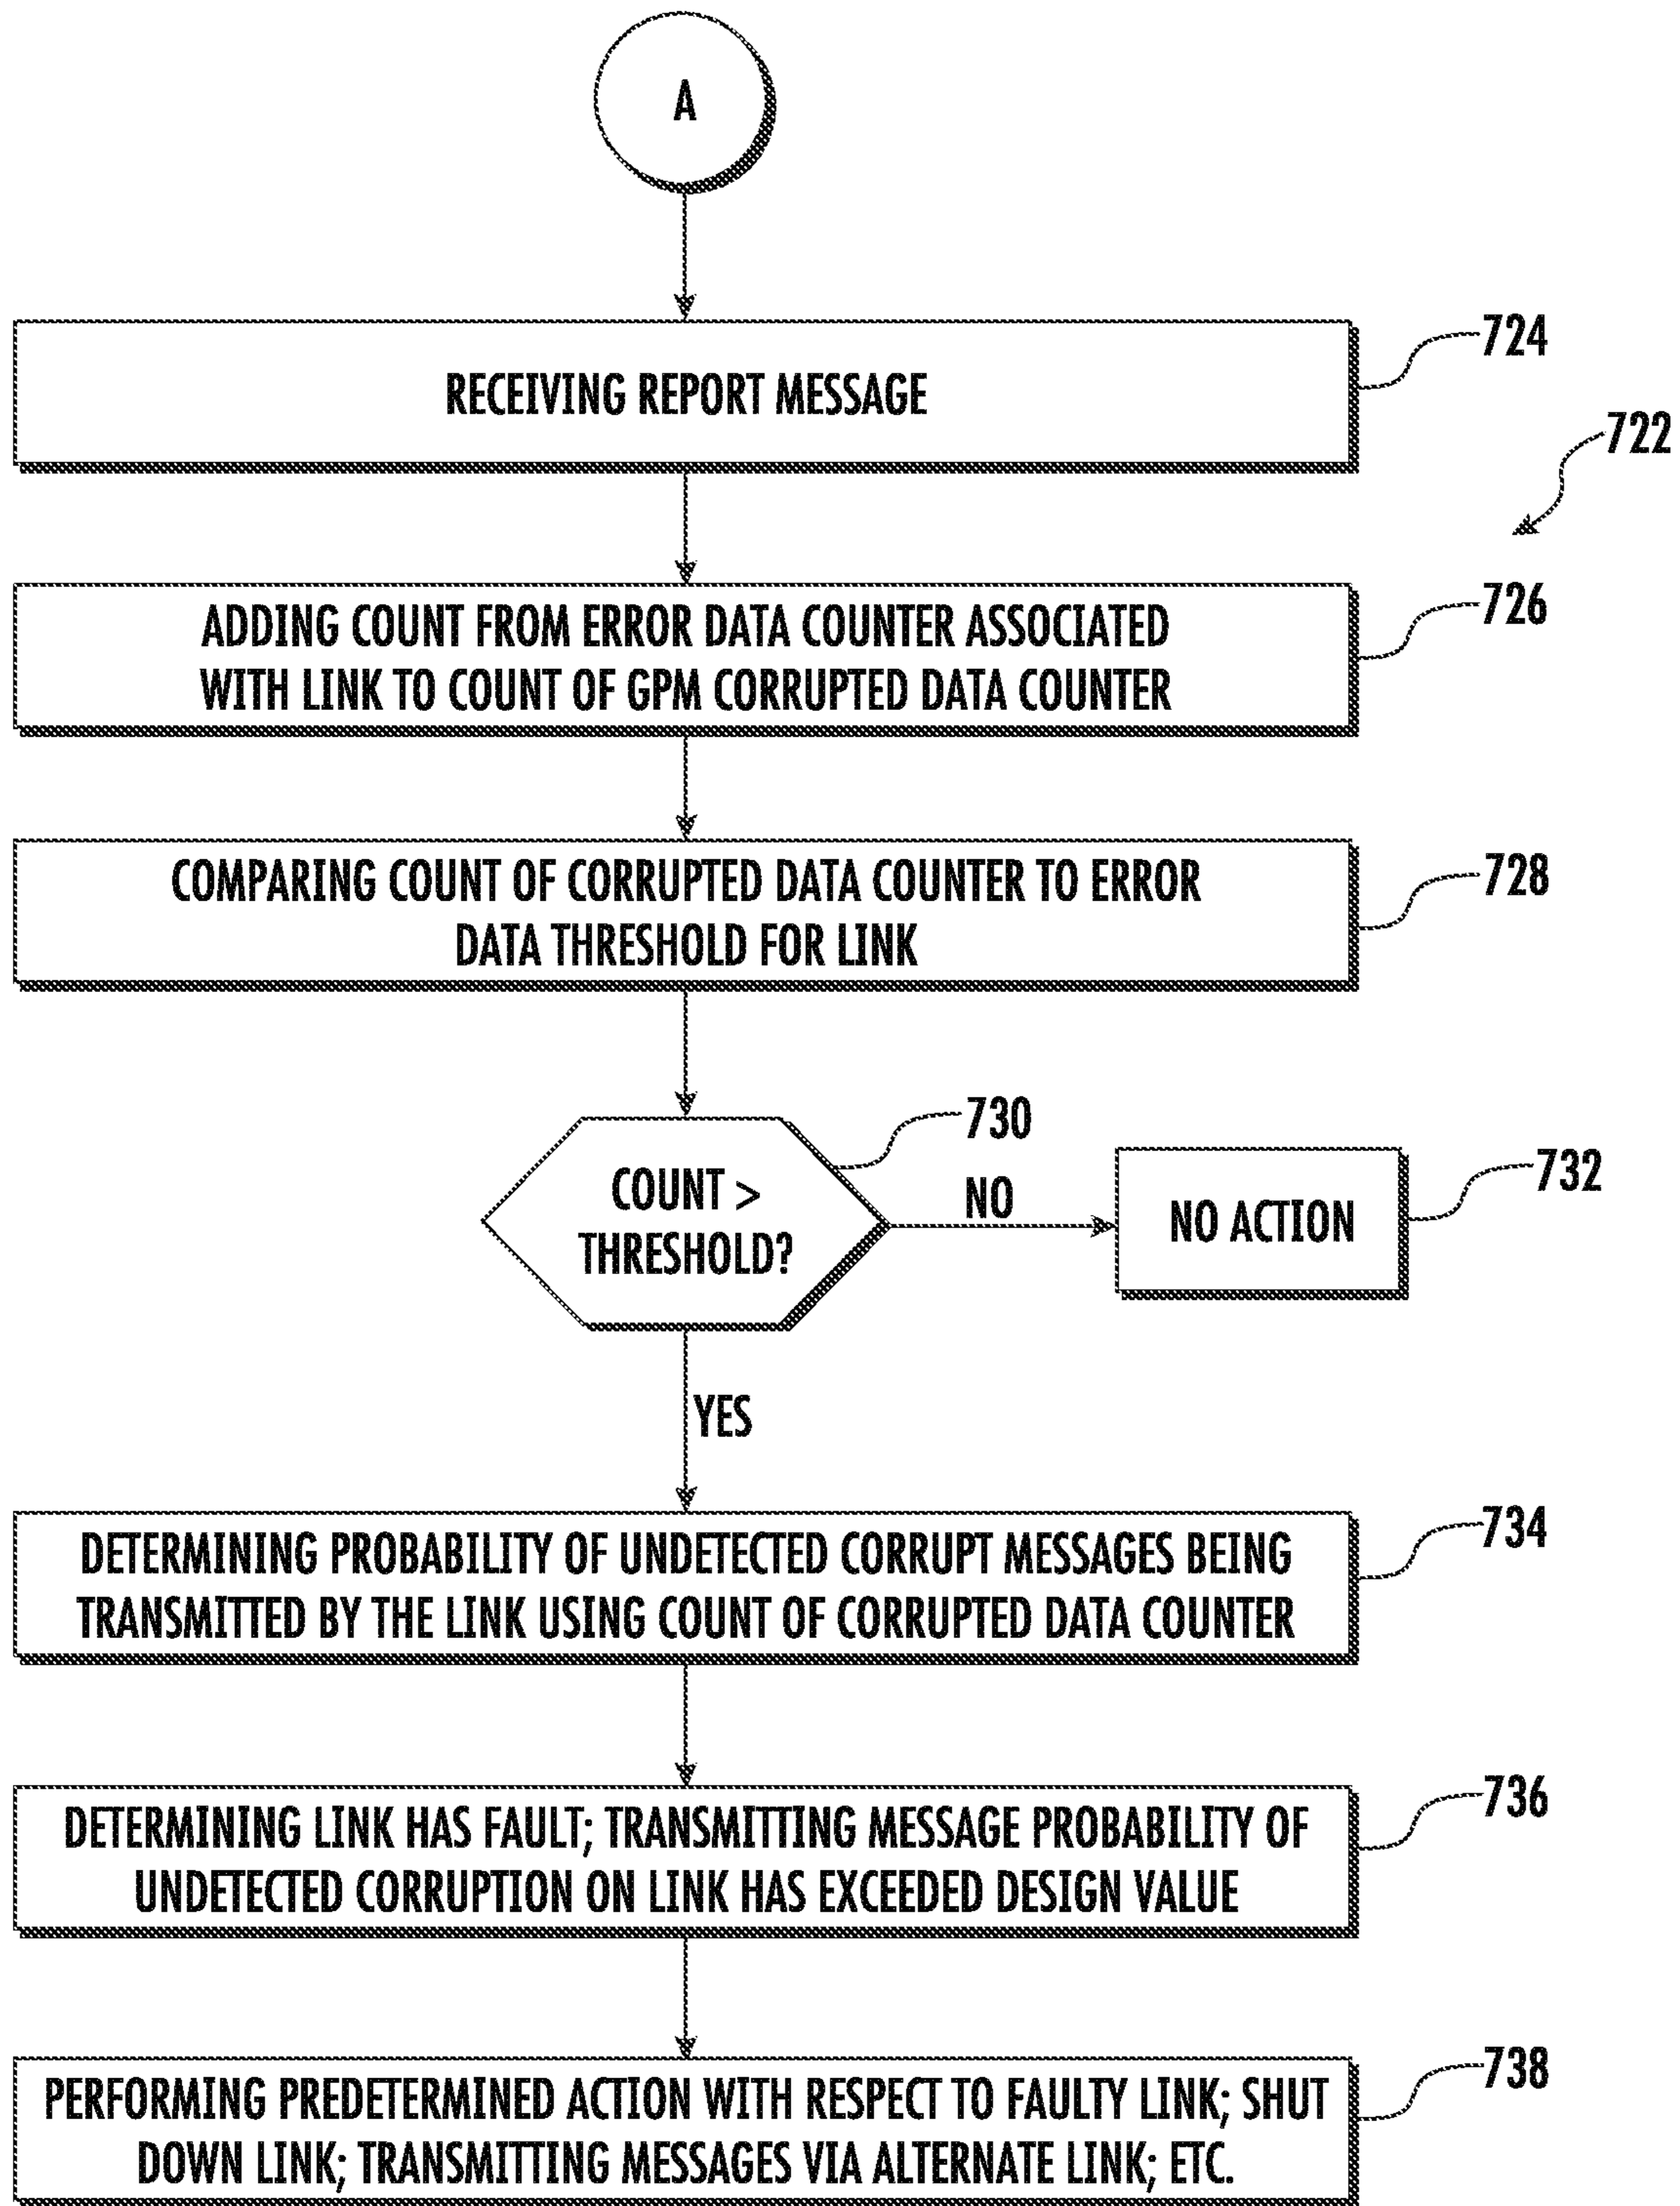 A
724
RECEIVING REPORT MESSAGE
722
726
ADDING COUNT FROM ERROR DATA COUNTER ASSOCIATED
WITH LINK TO COUNT OF GPM CORRUPTED DATA COUNTER
728
COMPARING COUNT OF CORRUPTED DATA COUNTER TO ERROR
DATA THRESHOLD FOR LINK
730
COUNT >
THRESHOLD?
NO
732
NO ACTION
YES
734
DETERMINING PROBABILITY OF UNDETECTED CORRUPT MESSAGES BEING
TRANSMITTED BY THE LINK USING COUNT OF CORRUPTED DATA COUNTER
736
DETERMINING LINK HAS FAULT; TRANSMITTING MESSAGE PROBABILITY OF
UNDETECTED CORRUPTION ON LINK HAS EXCEEDED DESIGN VALUE
738
PERFORMING PREDETERMINED ACTION WITH RESPECT TO FAULTY LINK; SHUT
DOWN LINK; TRANSMITTING MESSAGES VIA ALTERNATE LINK; ETC.